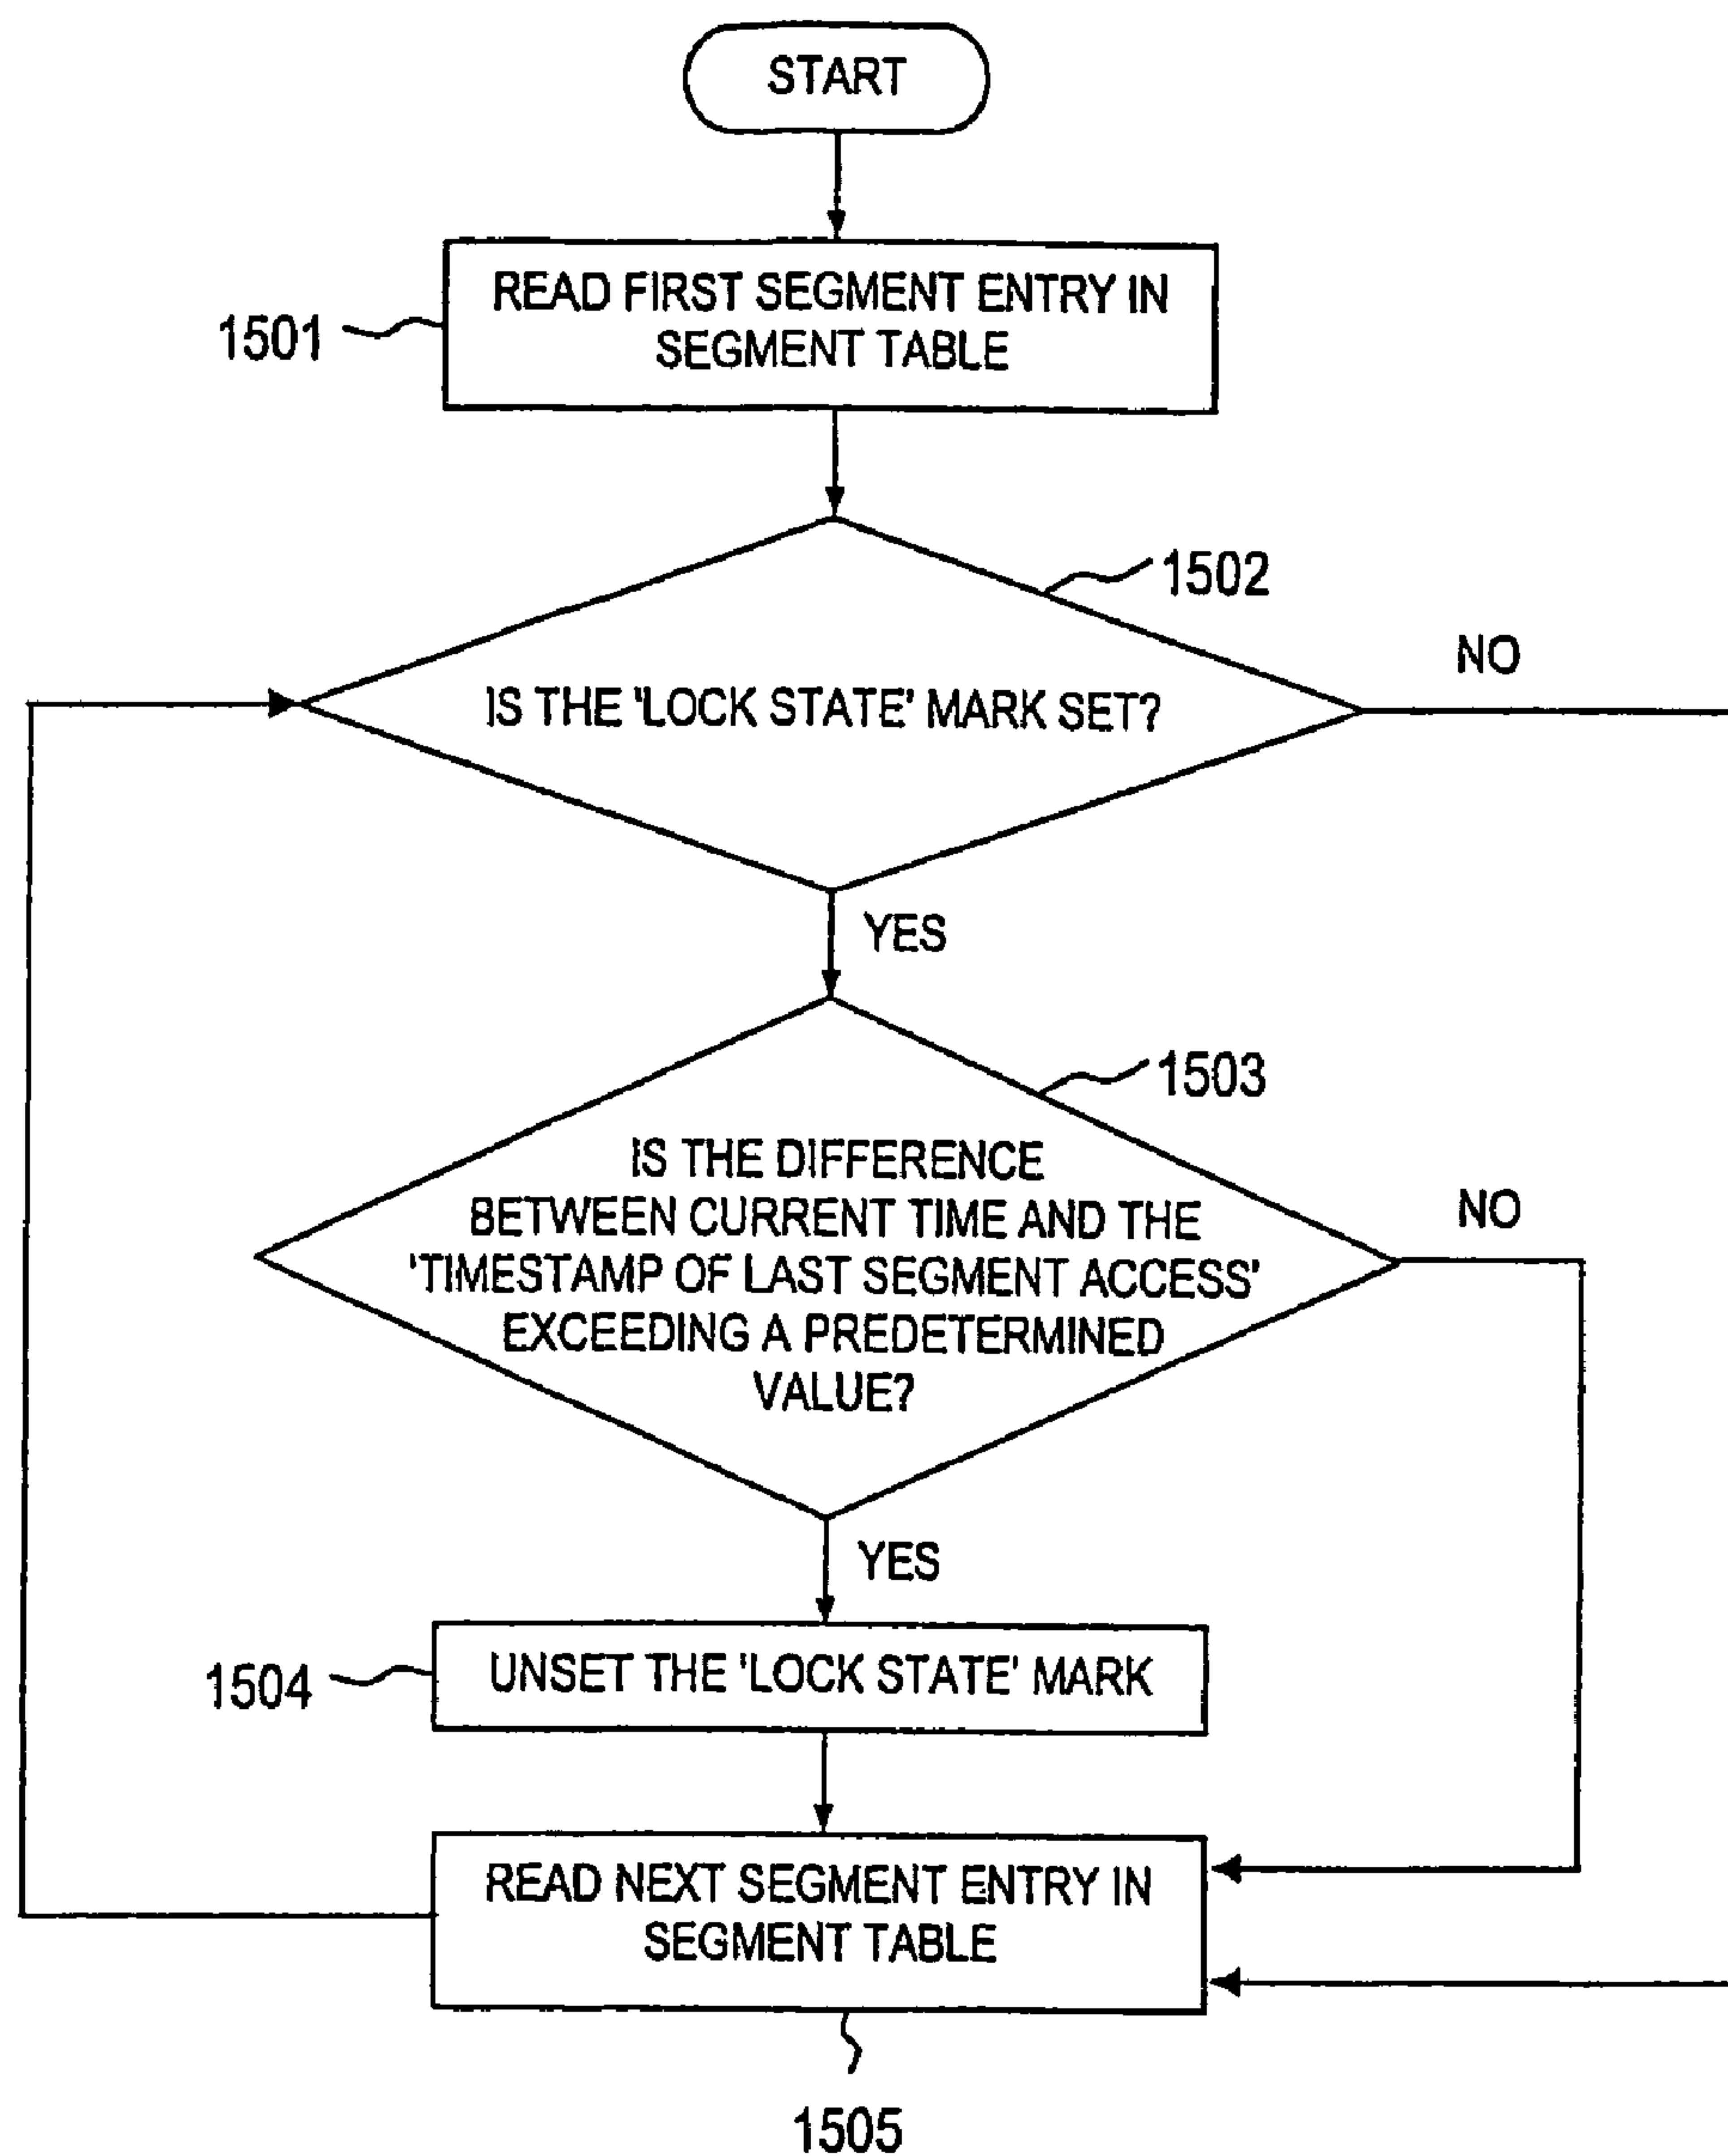 START
READ FIRST SEGMENT ENTRY IN
SEGMENT TABLE
1501
1502
NO
IS THE 'LOCK STATE' MARK SET?
YES
1503
IS THE DIFFERENCE
BETWEEN CURRENT TIME AND THE
'TIMESTAMP OF LAST SEGMENT ACCESS'
EXCEEDING A PREDETERMINED
VALUE?
NO
YES
1504
UNSET THE 'LOCK STATE' MARK
READ NEXT SEGMENT ENTRY IN
SEGMENT TABLE
1505